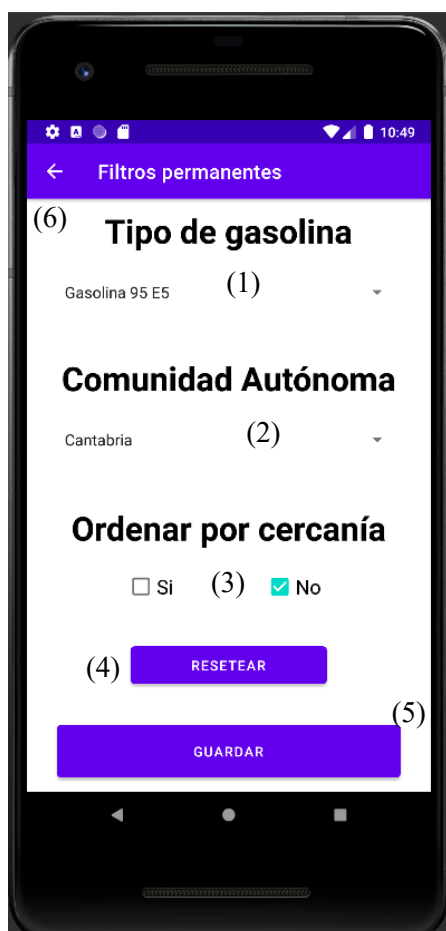 10:49
Filtros permanentes
(6)
Tipo de gasolina
Gasolina 95 E5 (1)
Comunidad Autónoma
Cantabria (2)
Ordenar por cercanía
Si (3) No
(4) RESETEAR
(5)
GUARDAR